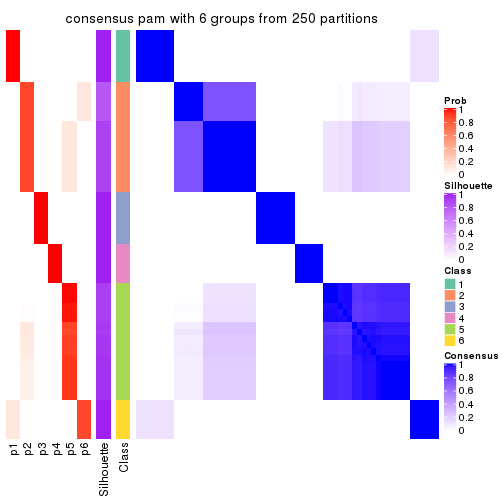 consensus pam with 6 groups from 250 partitions
Prob
1
0.8
0.6
0.4
0.2
0
Silhouette
1
0.8
0.6
0.4
0.2
0
Class
1
2
3
4
5
6
Consensus
1
0.8
0.6
0.4
0.2
0
p1
p2
p3
p4
p5
p6
Silhouette
Class